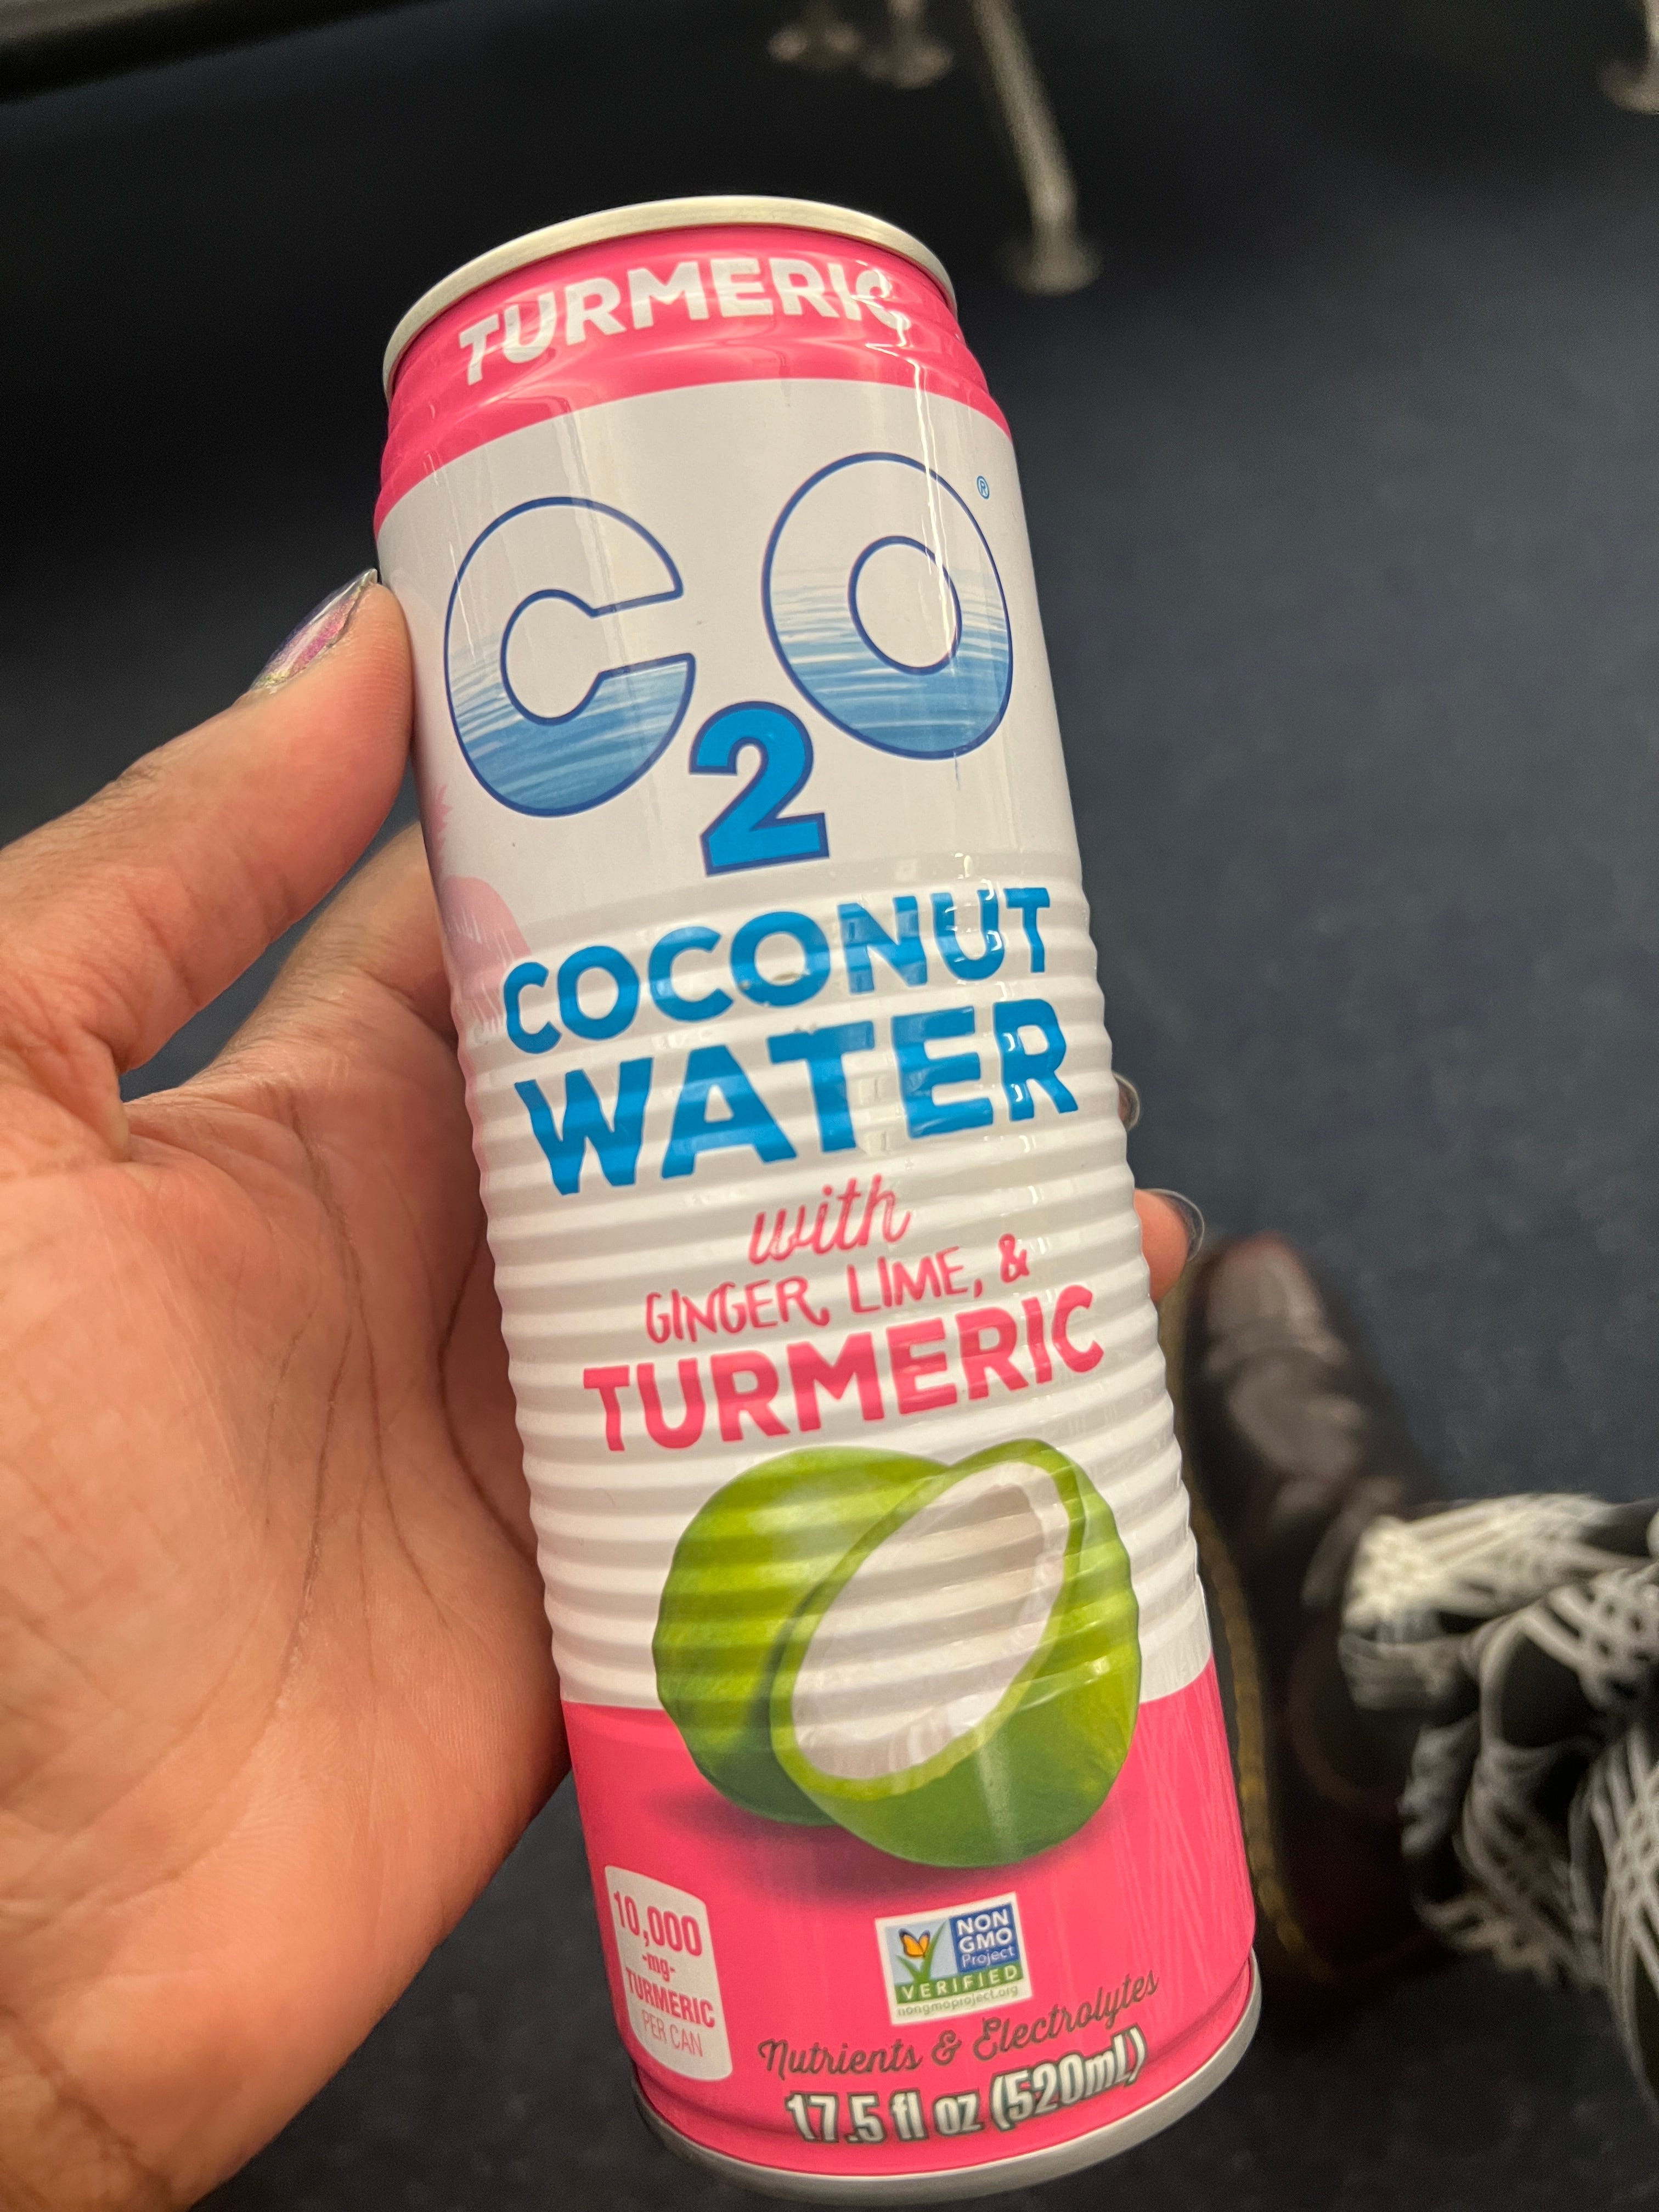 TURMERIC
C2O®
COCONUT
WATER
with
GINGER, LIME, &
TURMERIC
10,000
-mg-
TURMERIC
PER CAN
NON
GMO
Project
VERIFIED
nongmoproject.org
Nutrients & Electrolytes
17.5 fl oz (520mL)